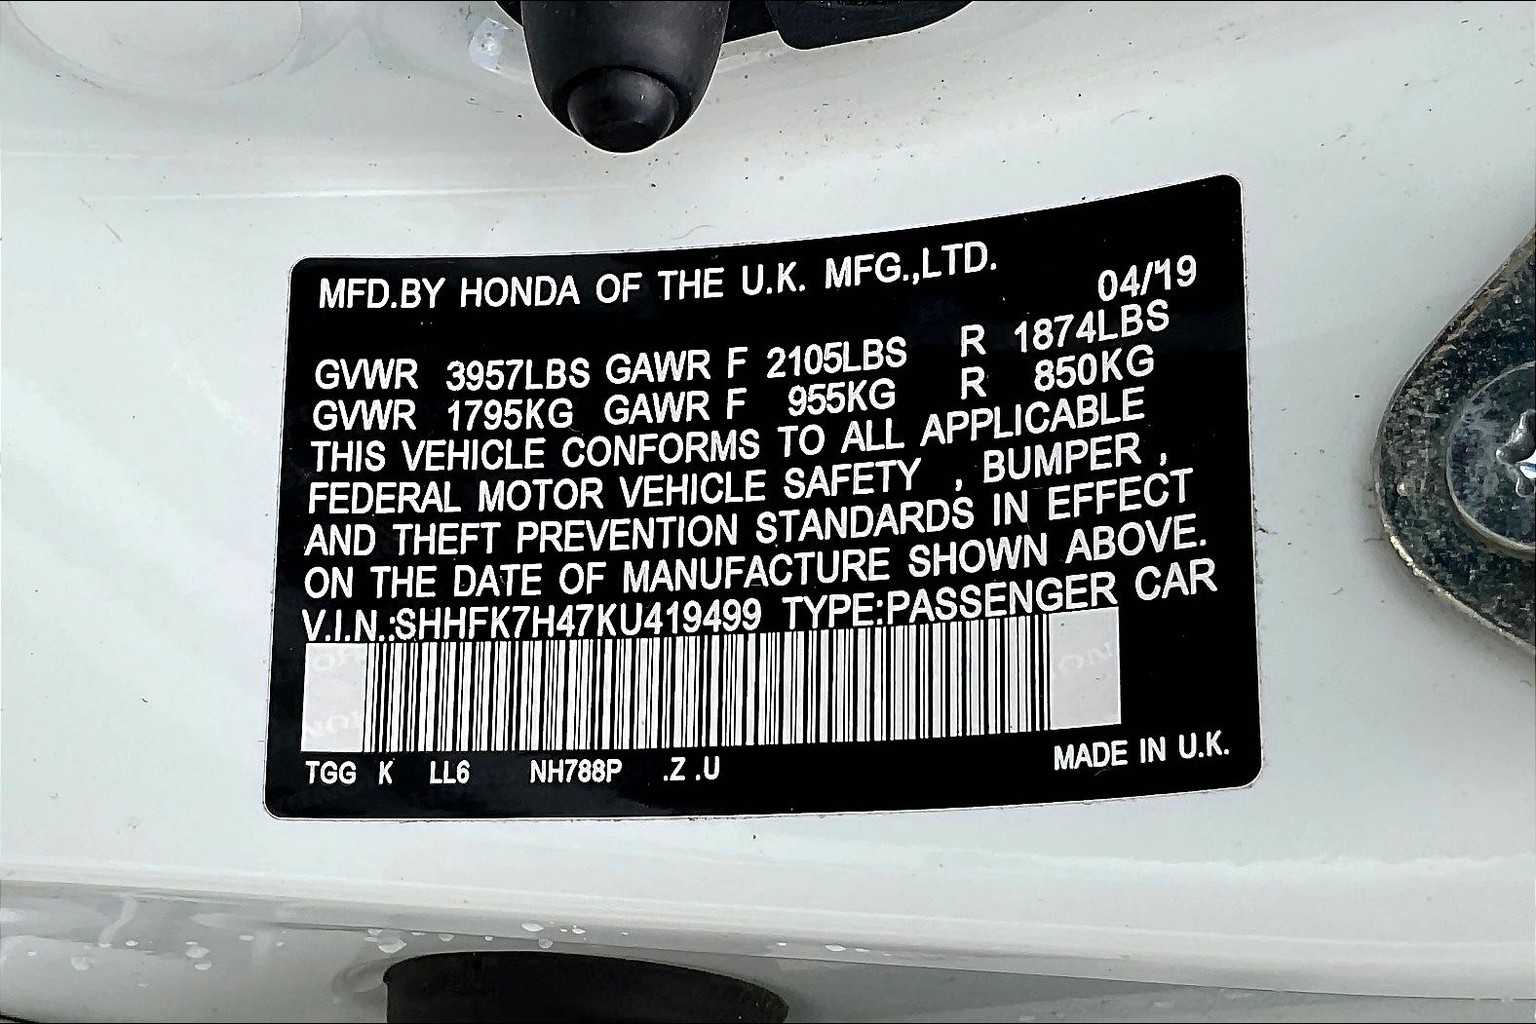 MFD.BY HONDA OF THE U.K. MFG.,LTD.
04/'19
GVWR 3957LBS GAWR F 2105LBS R 1874LBS
GVWR 1795KG GAWR F 955KG R 850KG
THIS VEHICLE CONFORMS TO ALL APPLICABLE
FEDERAL MOTOR VEHICLE SAFETY , BUMPER ,
AND THEFT PREVENTION STANDARDS IN EFFECT
ON THE DATE OF MANUFACTURE SHOWN ABOVE.
V.I.N.:SHHFK7H47KU419499 TYPE:PASSENGER CAR
TGG K LL6 NH788P .Z .U
MADE IN U.K.